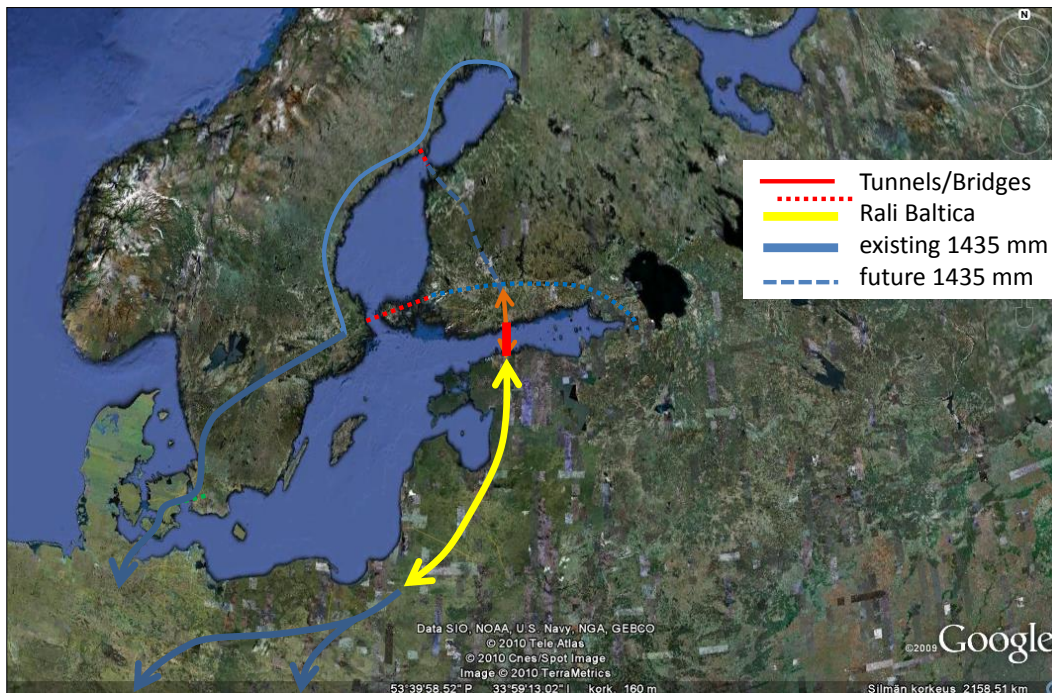 N
Tunnels/Bridges
Rali Baltica
existing 1435 mm
future 1435 mm
Data SIO, NOAA, U.S. Navy, NGA, GEBCO
© 2010 Tele Atlas
© 2010 Cnes/Spot Image
Image © 2010 TerraMetrics
©2009 Google
53°39'58.52" P 33°59'13.02" I kork. 160 m Silmän korkeus 2158.51 km